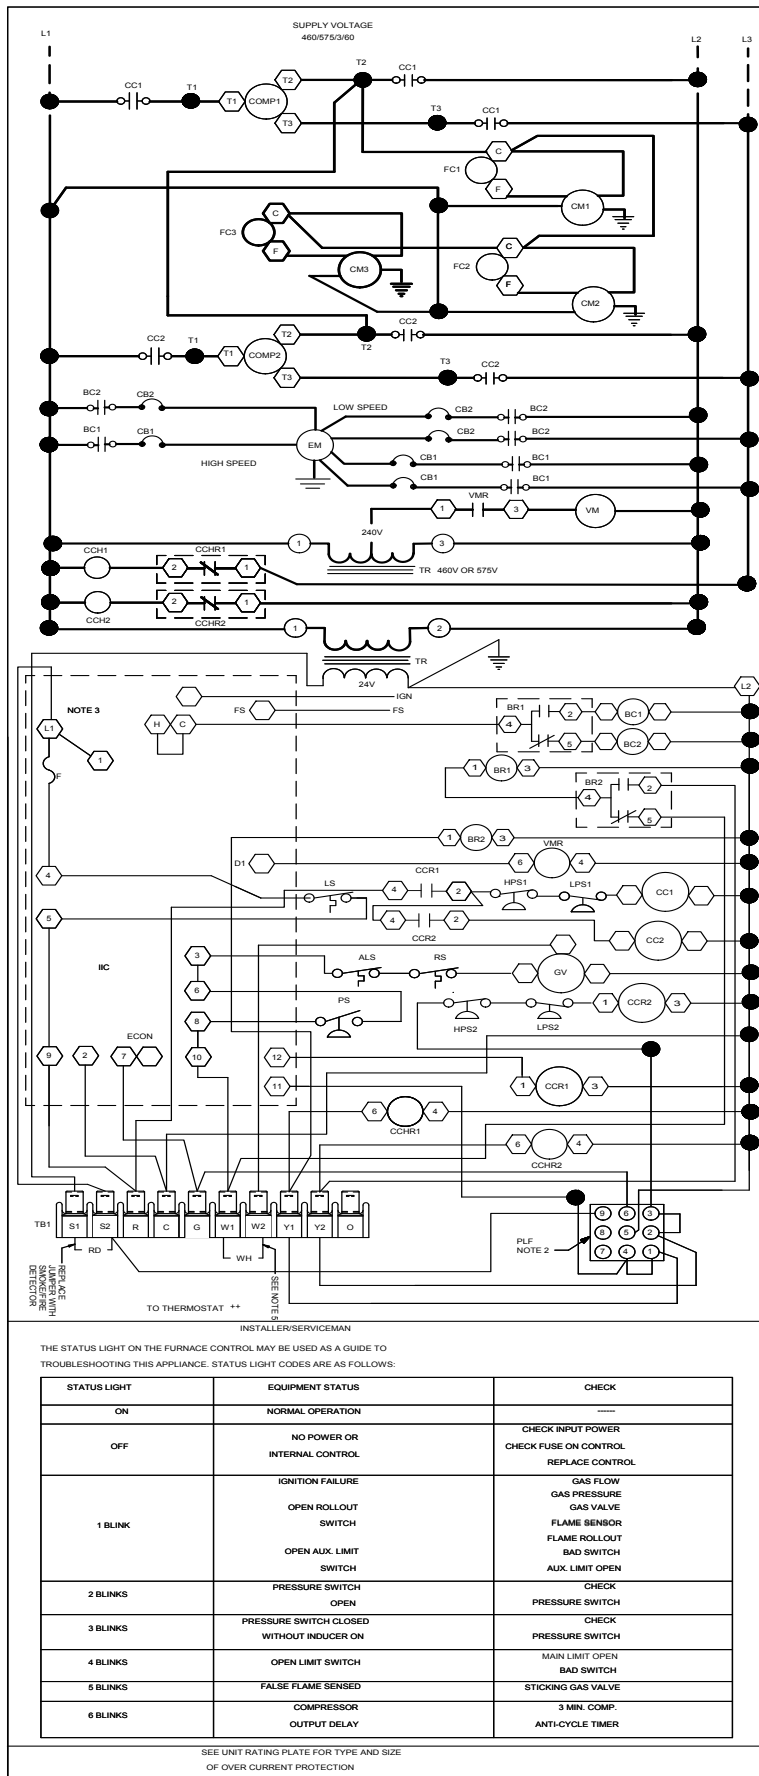 SUPPLY VOLTAGE
460/575/3/60
L1
L2
L3
T2
CC1
CC1
T1
T1
COMP1
T2
T3
T3
CC1
C
FC1
F
CM1
C
FC3
F
CM3
C
FC2
F
CM2
CC2
T1
T1
COMP2
T2
T3
T2
CC2
T3
CC2
BC2
CB2
LOW SPEED
CB2
BC2
BC1
CB1
EM
CB2
BC2
HIGH SPEED
CB1
BC1
CB1
BC1
VMR
1
3
VM
240V
1
3
TR 460V OR 575V
CCH1
CCHR1
2
1
CCH2
CCHR2
2
1
1
2
TR
24V
L2
NOTE 3
IGN
FS
FS
H
C
L1
1
F
BR1
4
2
5
BC1
BC2
1
BR1
3
BR2
4
2
5
1
BR2
3
D1
VMR
6
4
4
LS
CCR1
4
2
HPS1
LPS1
CC1
5
4
2
CCR2
CC2
IIC
3
ALS
RS
GV
6
PS
8
HPS2
LPS2
1
CCR2
3
ECON
9
2
7
10
12
1
CCR1
3
11
6
4
CCHR1
6
4
CCHR2
TB1
S1
S2
R
C
G
W1
W2
Y1
Y2
O
RD
WH
REPLACE
JUMPER WITH
SMOKE/FIRE
DETECTOR
SEE NOTE 5
TO THERMOSTAT ++
PLF
NOTE 2
9
6
3
8
5
2
7
4
1
INSTALLER/SERVICEMAN
THE STATUS LIGHT ON THE FURNACE CONTROL MAY BE USED AS A GUIDE TO
TROUBLESHOOTING THIS APPLIANCE. STATUS LIGHT CODES ARE AS FOLLOWS:
STATUS LIGHT EQUIPMENT STATUS CHECK
ON NORMAL OPERATION ------
OFF
NO POWER OR
INTERNAL CONTROL
CHECK INPUT POWER
CHECK FUSE ON CONTROL
REPLACE CONTROL
1 BLINK
IGNITION FAILURE
OPEN ROLLOUT
SWITCH
OPEN AUX. LIMIT
SWITCH
GAS FLOW
GAS PRESSURE
GAS VALVE
FLAME SENSOR
FLAME ROLLOUT
BAD SWITCH
AUX. LIMIT OPEN
2 BLINKS
PRESSURE SWITCH
OPEN
CHECK
PRESSURE SWITCH
3 BLINKS
PRESSURE SWITCH CLOSED
WITHOUT INDUCER ON
CHECK
PRESSURE SWITCH
4 BLINKS
OPEN LIMIT SWITCH
MAIN LIMIT OPEN
BAD SWITCH
5 BLINKS FALSE FLAME SENSED STICKING GAS VALVE
6 BLINKS
COMPRESSOR
OUTPUT DELAY
3 MIN. COMP.
ANTI-CYCLE TIMER
SEE UNIT RATING PLATE FOR TYPE AND SIZE
OF OVER CURRENT PROTECTION